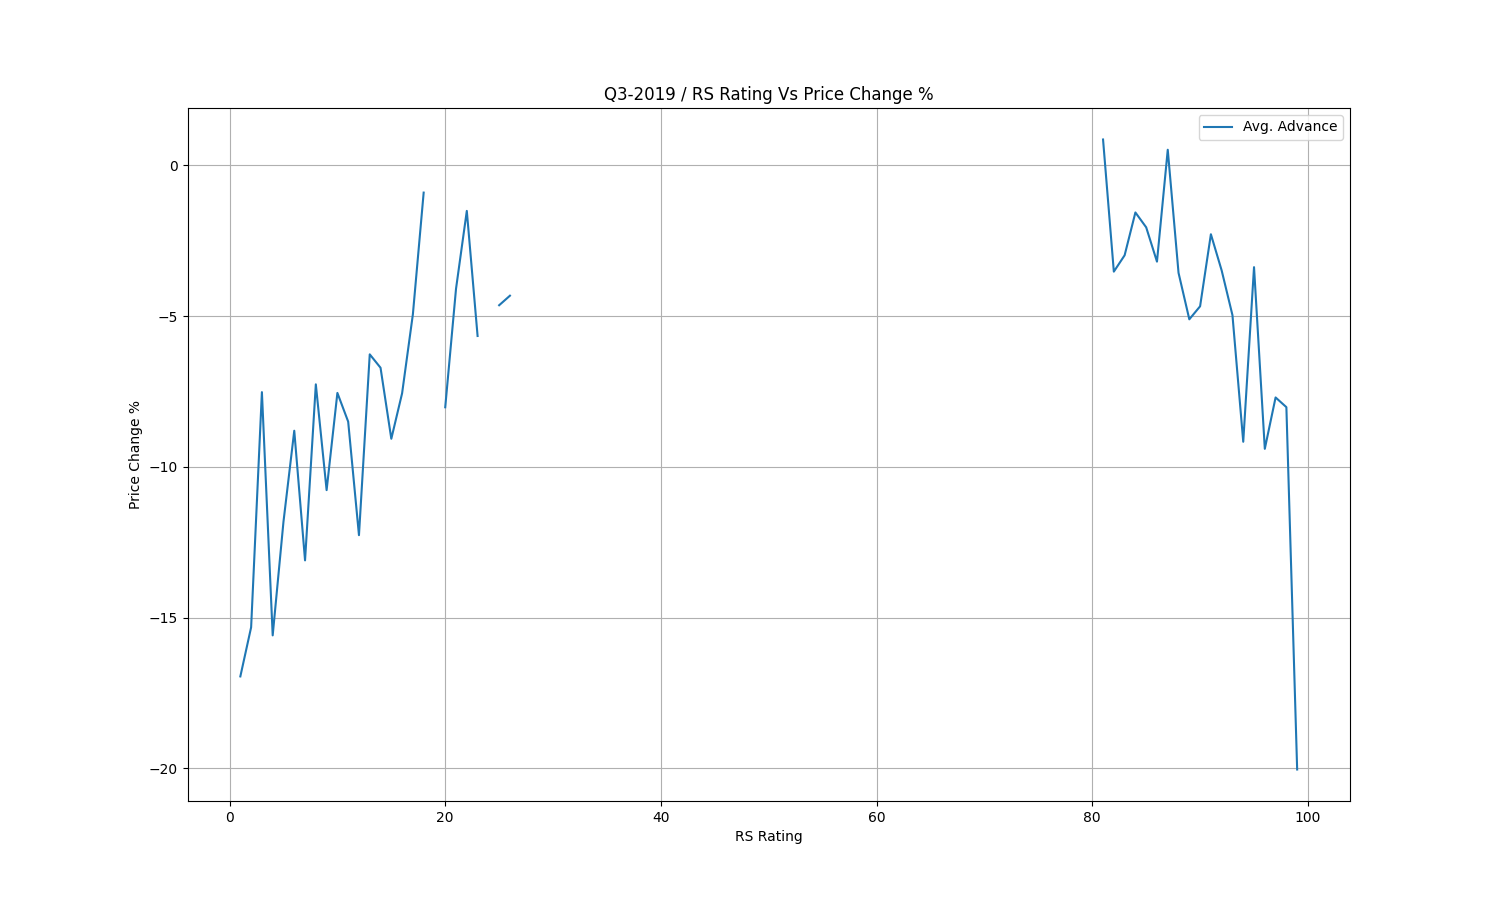 Q3-2019 / RS Rating Vs Price Change %
Avg. Advance
Price Change %
0
−5
−10
−15
−20
0 20 40 60 80 100
RS Rating